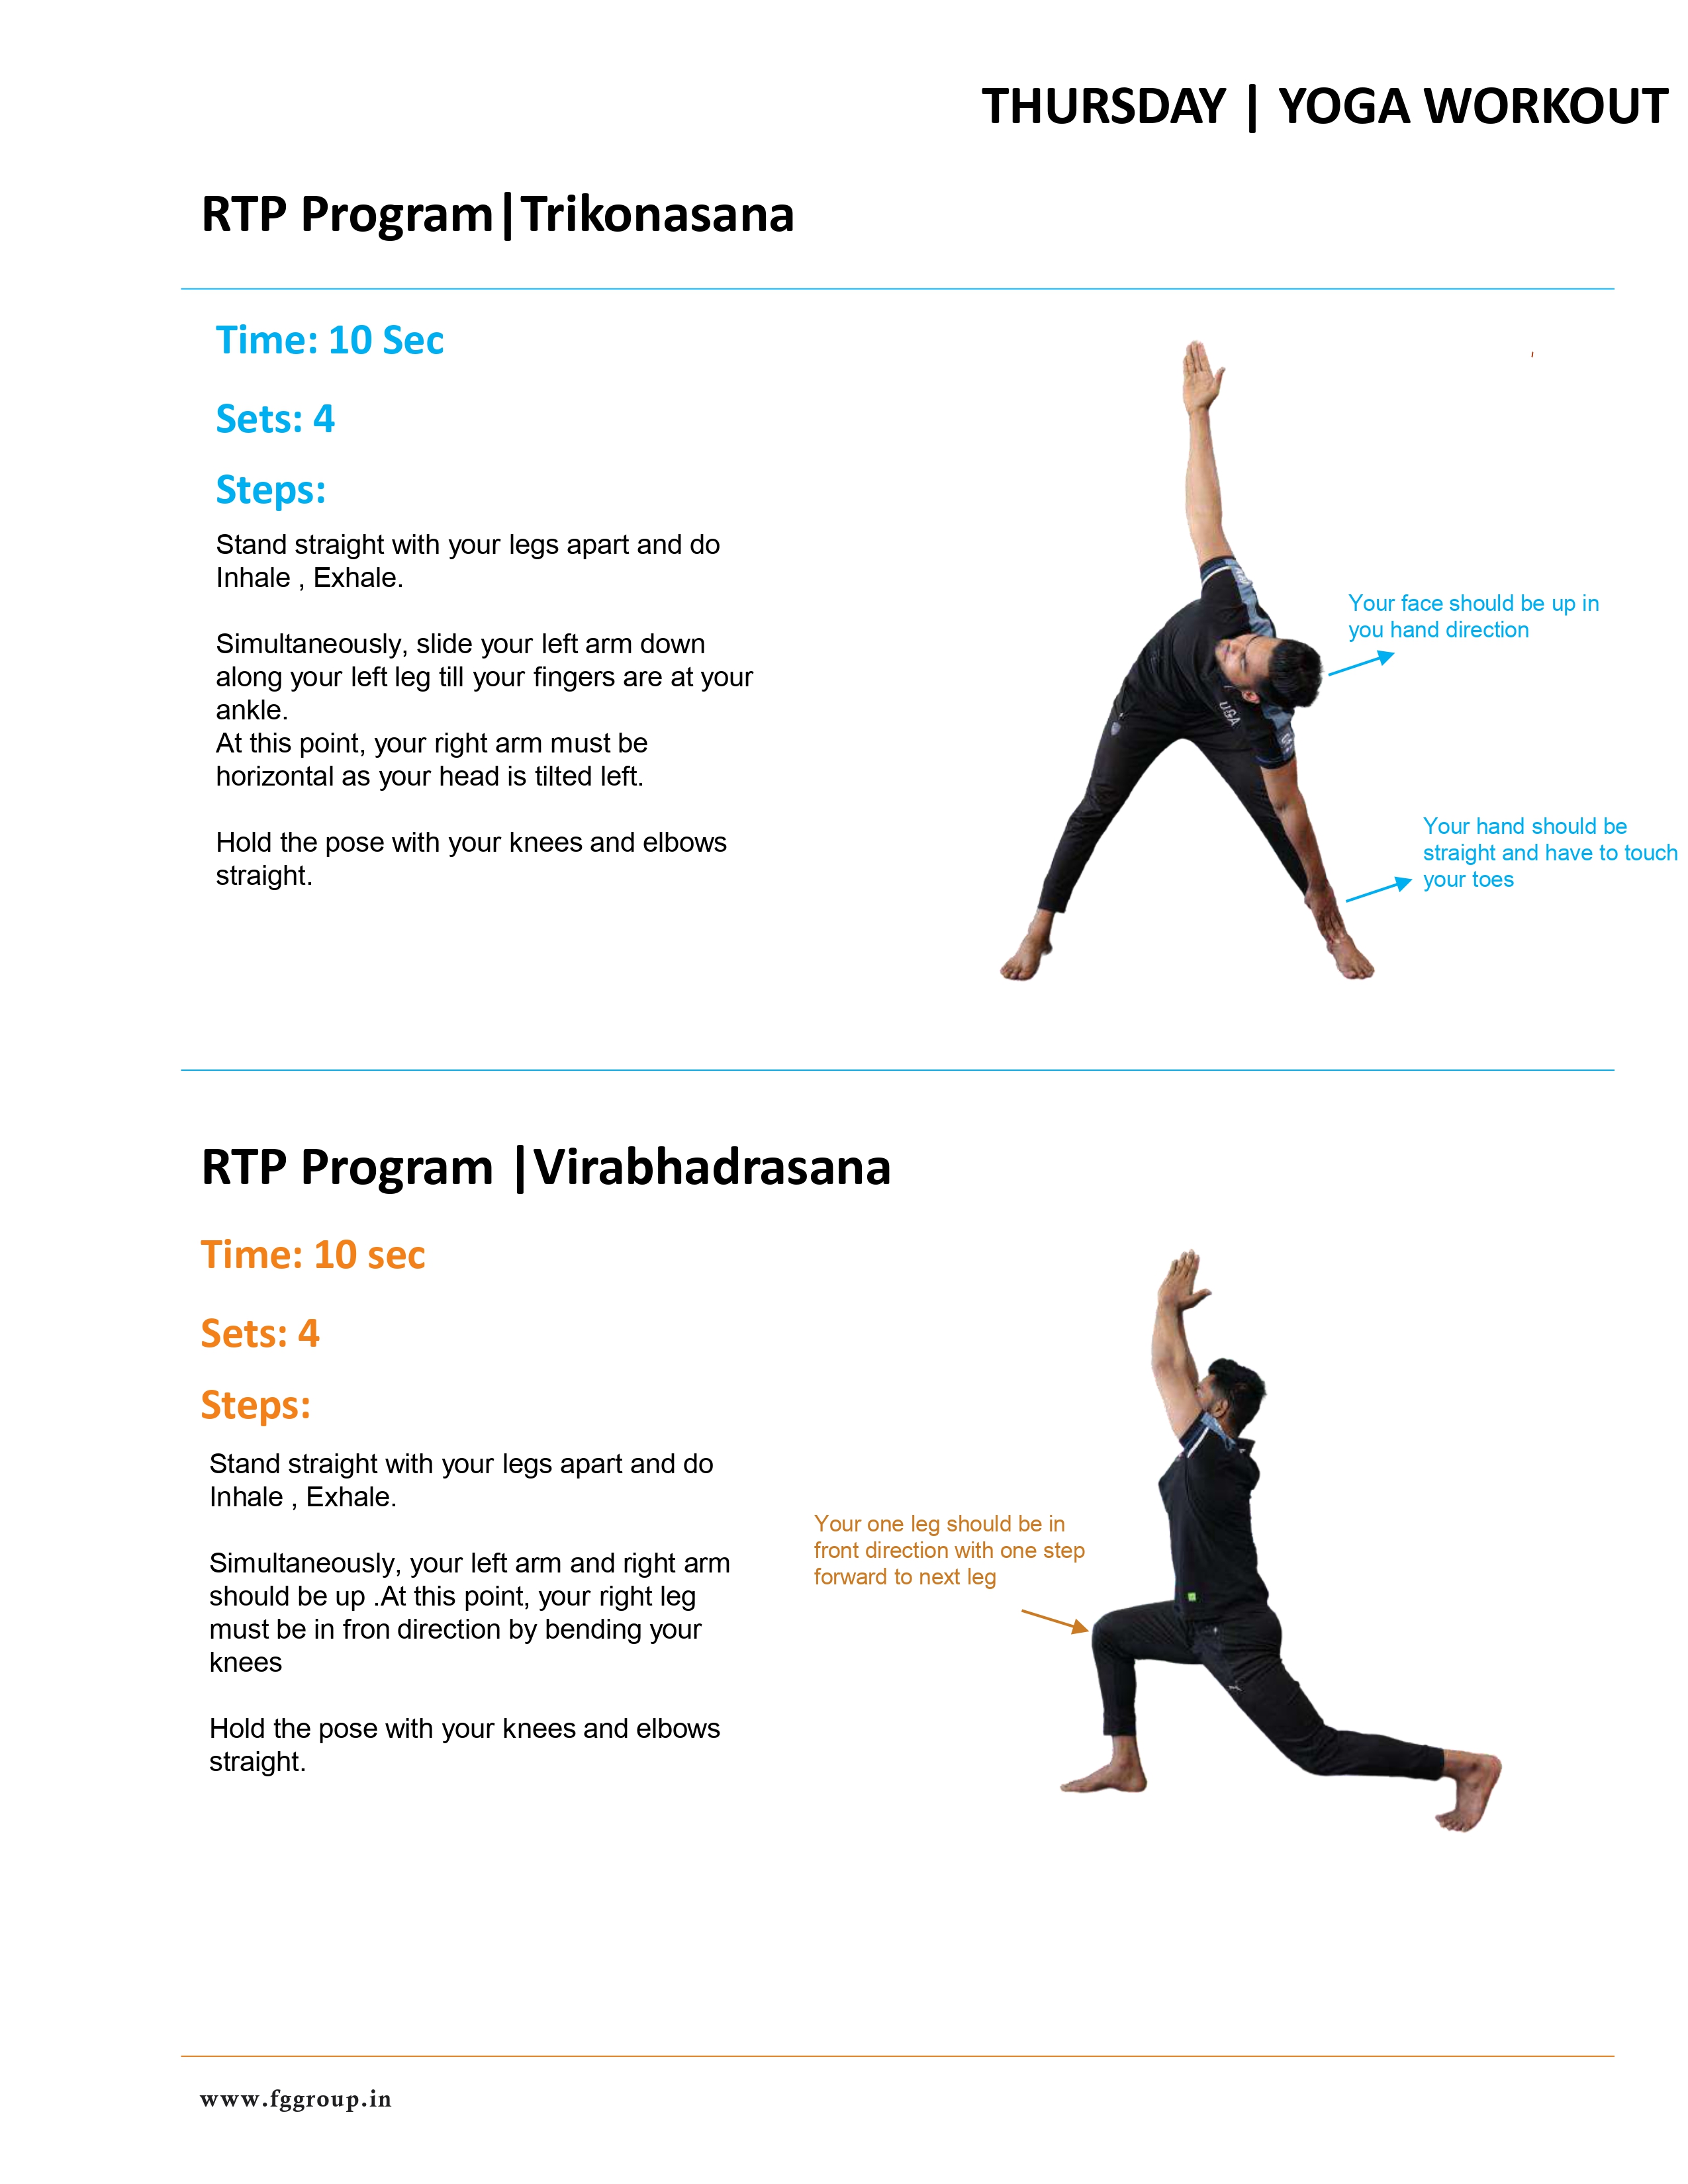 THURSDAY | YOGA WORKOUT
RTP Program|Trikonasana
Time: 10 Sec
Sets: 4
Steps:
Stand straight with your legs apart and do
Inhale , Exhale.
Simultaneously, slide your left arm down
along your left leg till your fingers are at your
ankle.
At this point, your right arm must be
horizontal as your head is tilted left.
Hold the pose with your knees and elbows
straight.
Your face should be up in
you hand direction
Your hand should be
straight and have to touch
your toes
U&A
RTP Program |Virabhadrasana
Time: 10 sec
Sets: 4
Steps:
Stand straight with your legs apart and do
Inhale , Exhale.
Simultaneously, your left arm and right arm
should be up .At this point, your right leg
must be in fron direction by bending your
knees
Hold the pose with your knees and elbows
straight.
Your one leg should be in
front direction with one step
forward to next leg
www.fggroup.in